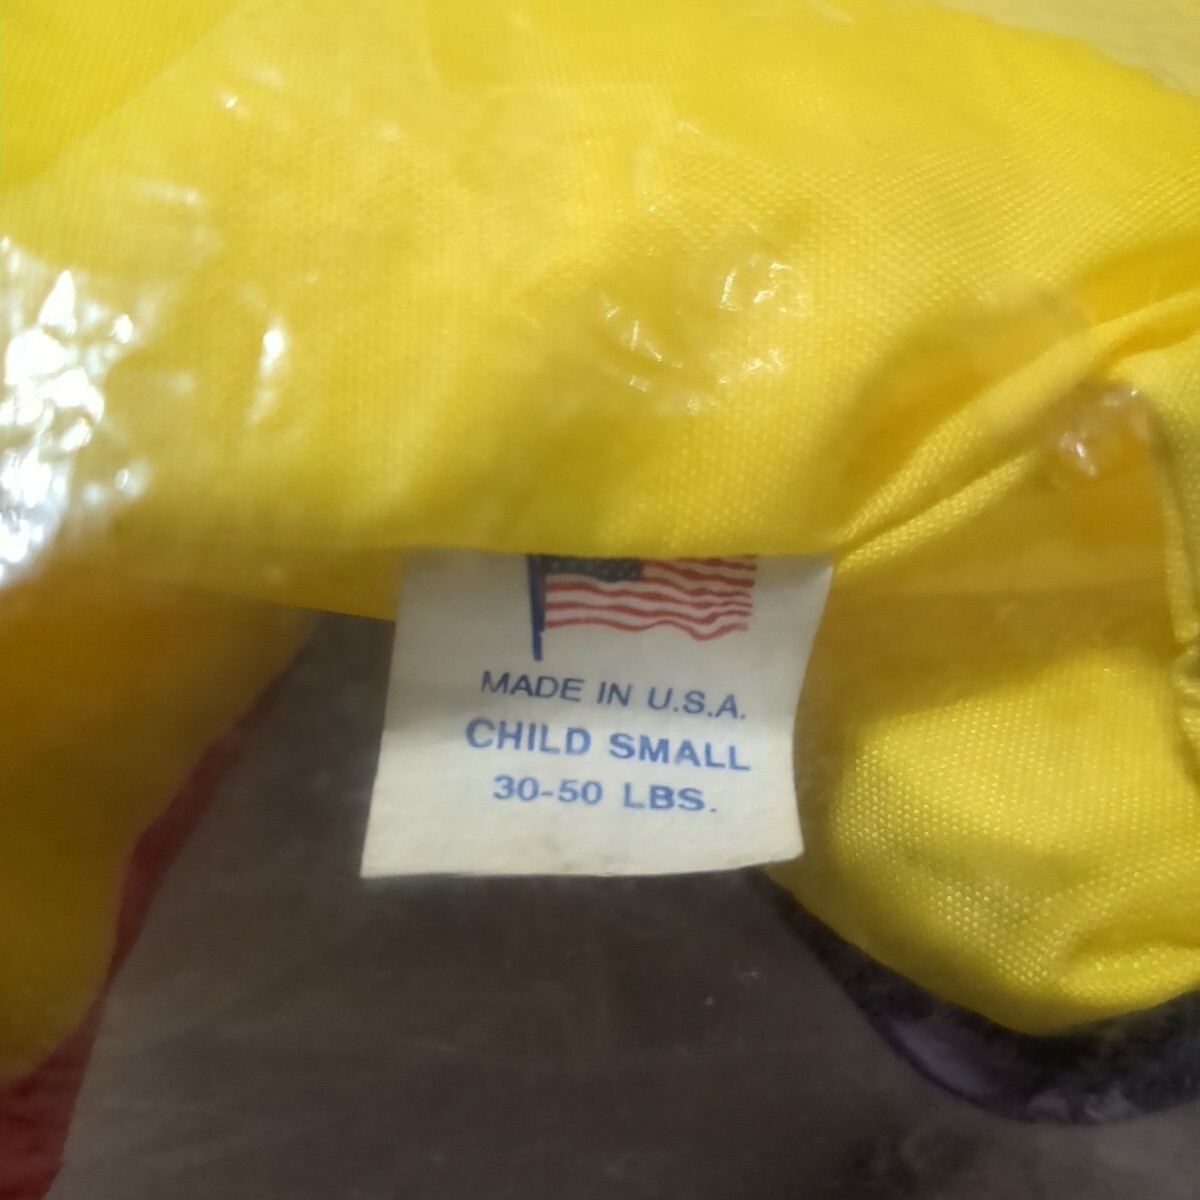 MADE IN U.S.A.
CHILD SMALL
30-50 LBS.